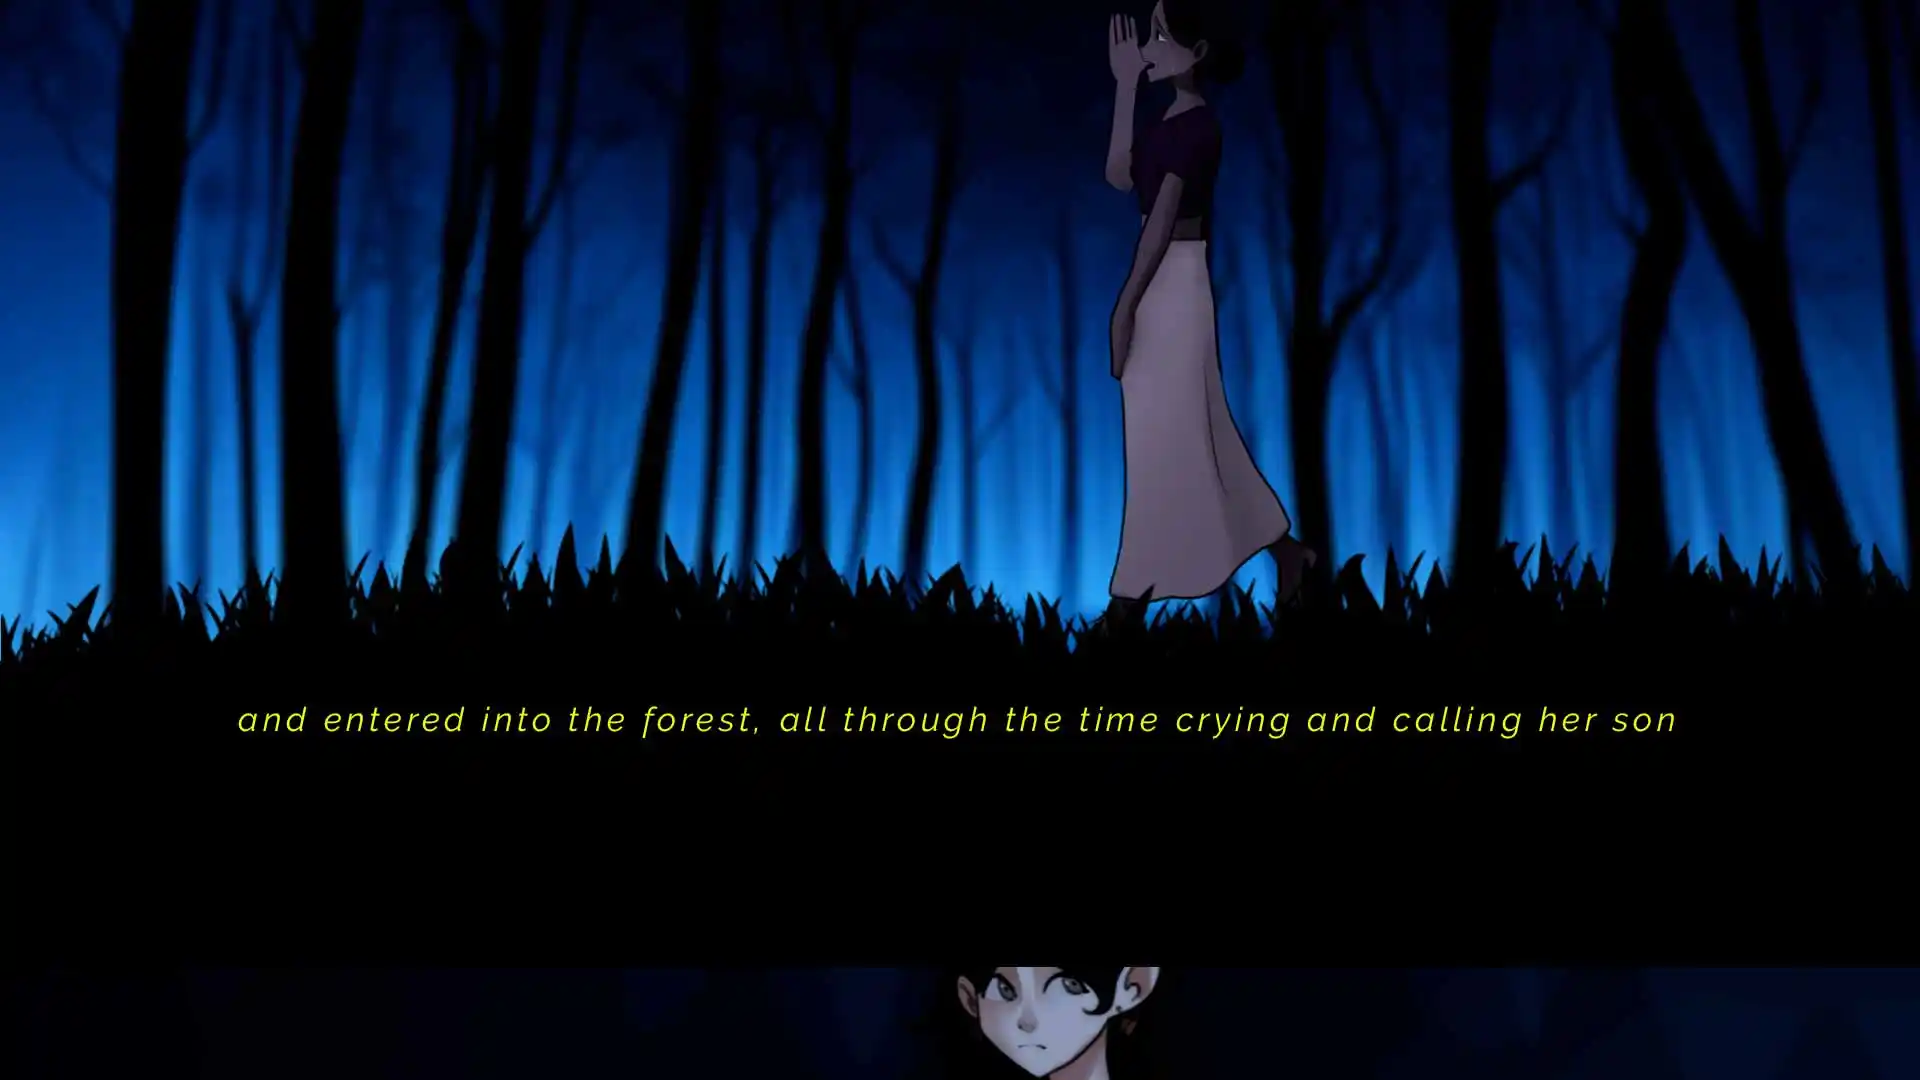 and entered into the forest, all through the time crying and calling her son